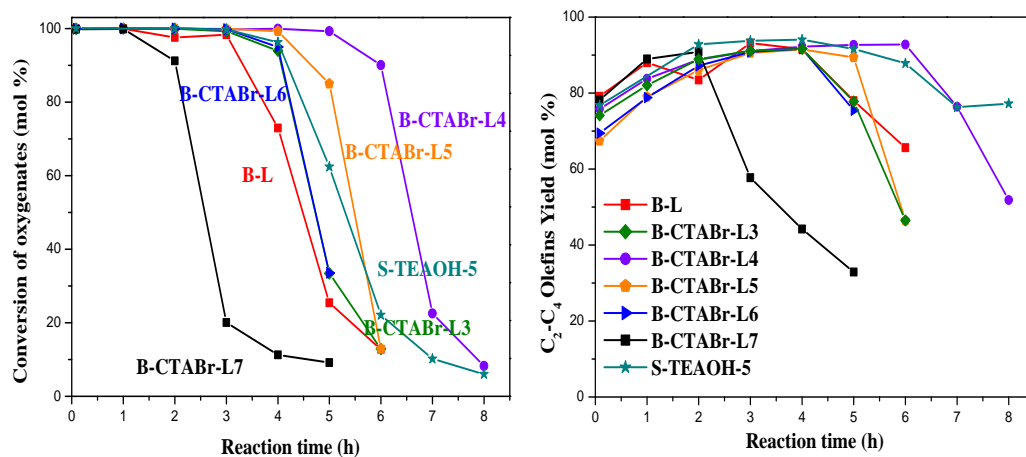 Conversion of oxygenates (mol %)
100
80
60
40
20
0
B-CTABr-L6
B-CTABr-L4
B-CTABr-L5
B-L
S-TEAOH-5
B-CTABr-L3
B-CTABr-L7
0 1 2 3 4 5 6 7 8
Reaction time (h)
C₂-C₄ Olefins Yield (mol %)
100
80
60
40
20
0
B-L
B-CTABr-L3
B-CTABr-L4
B-CTABr-L5
B-CTABr-L6
B-CTABr-L7
S-TEAOH-5
0 1 2 3 4 5 6 7 8
Reaction time (h)